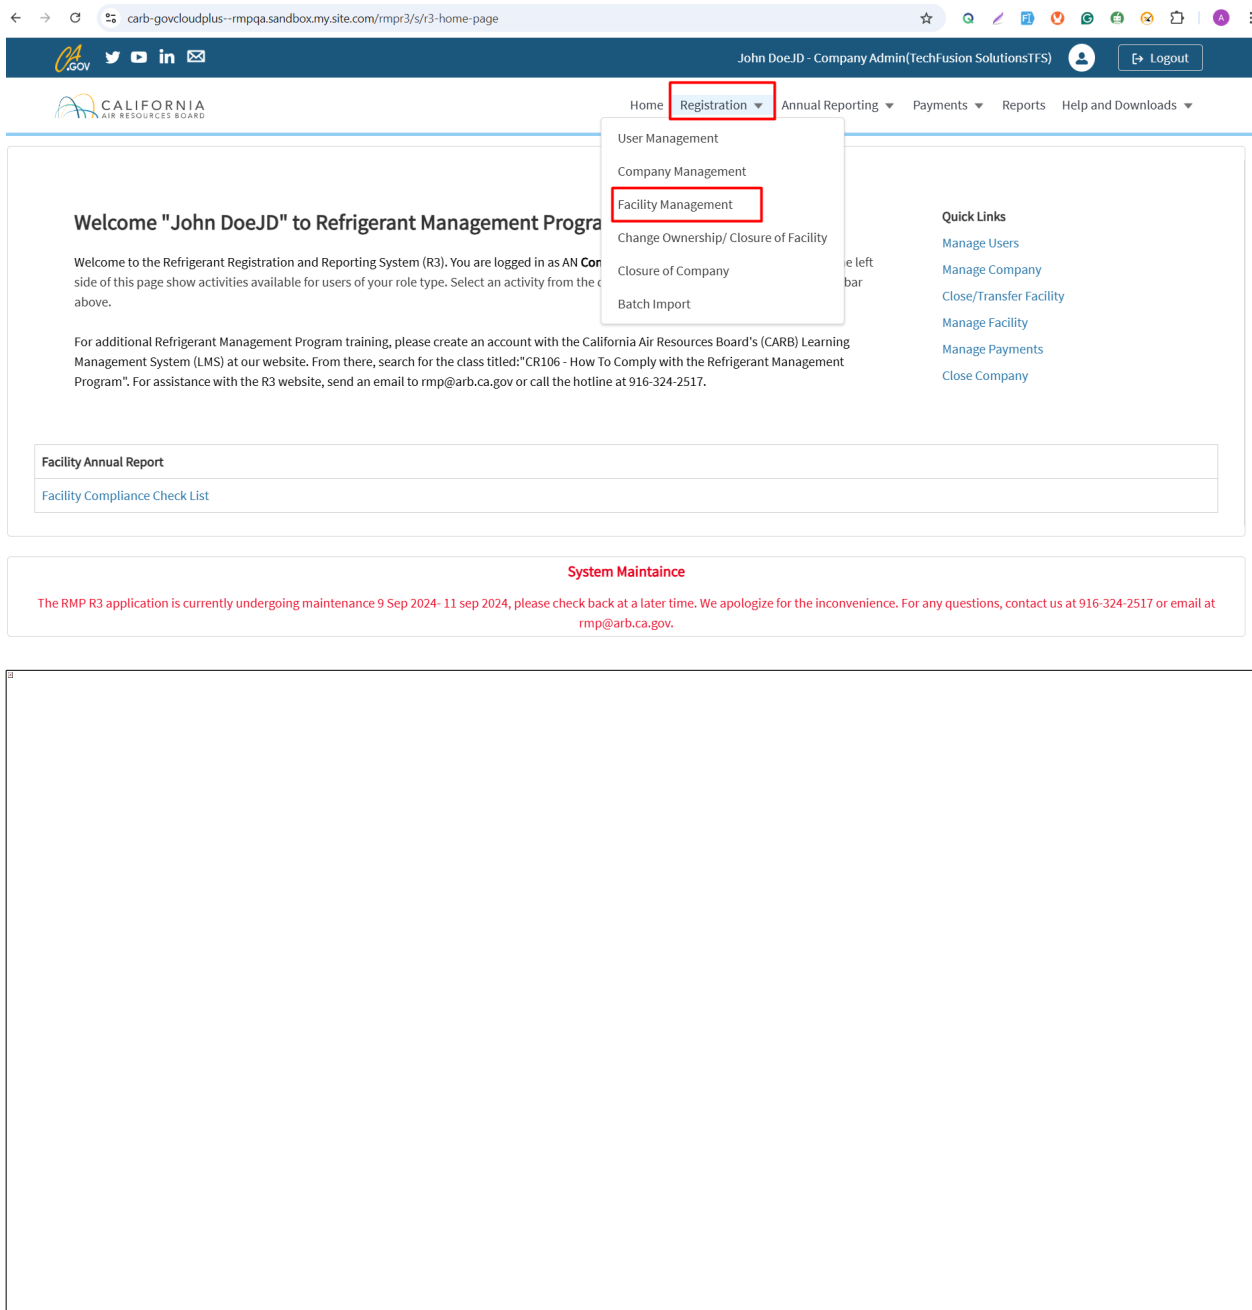 carb-govcloudplus--rmpqa.sandbox.my.site.com/rmpr3/s/r3-home-page
A
CA.GOV
John DoeJD - Company Admin(TechFusion SolutionsTFS)
Logout
CALIFORNIA
AIR RESOURCES BOARD
Home Registration Annual Reporting Payments Reports Help and Downloads
User Management
Company Management
Facility Management
Change Ownership/ Closure of Facility
Closure of Company
Batch Import
Welcome "John DoeJD" to Refrigerant Management
Welcome to the Refrigerant Registration and Reporting System (R3). You are logged in as AN
left
side of this page show activities available for users of your role type. Select an activity from the
bar
above.
For additional Refrigerant Management Program training, please create an account with the California Air Resources Board's (CARB) Learning
Management System (LMS) at our website. From there, search for the class titled:"CR106 - How To Comply with the Refrigerant Management
Program". For assistance with the R3 website, send an email to rmp@arb.ca.gov or call the hotline at 916-324-2517.
Quick Links
Manage Users
Manage Company
Close/Transfer Facility
Manage Facility
Manage Payments
Close Company
Facility Annual Report
Facility Compliance Check List
System Maintaince
The RMP R3 application is currently undergoing maintenance 9 Sep 2024- 11 sep 2024, please check back at a later time. We apologize for the inconvenience. For any questions, contact us at 916-324-2517 or email at
rmp@arb.ca.gov.